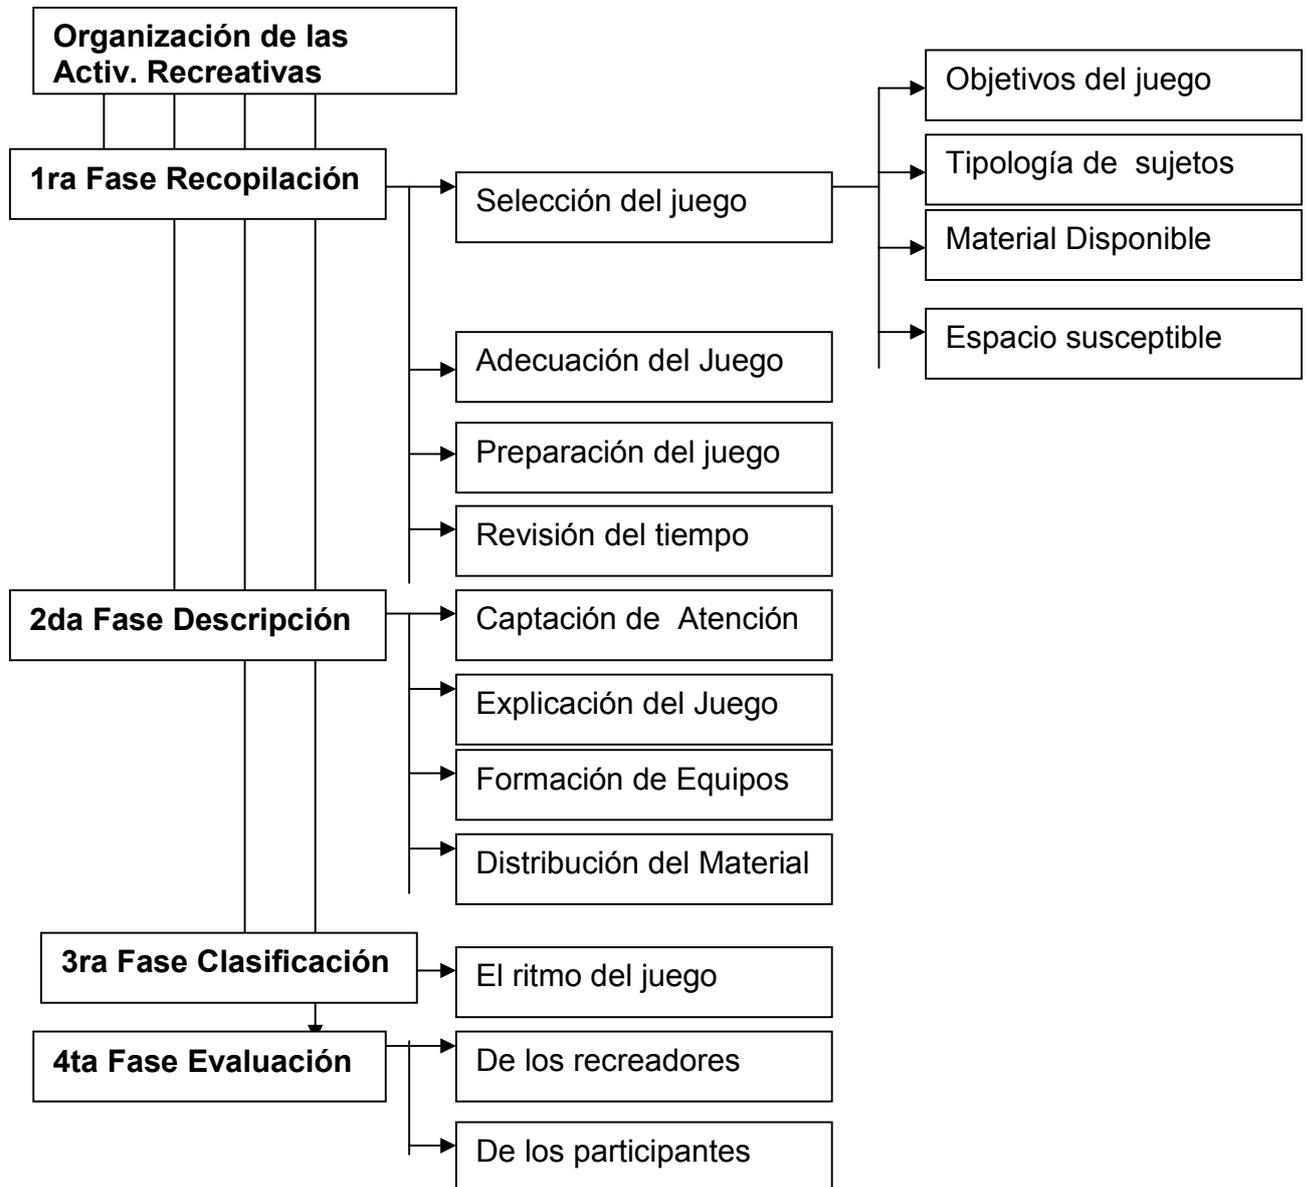 Organización de las
Activ. Recreativas
1ra Fase Recopilación
Selección del juego
Objetivos del juego
Tipología de sujetos
Material Disponible
Espacio susceptible
Adecuación del Juego
Preparación del juego
Revisión del tiempo
2da Fase Descripción
Captación de Atención
Explicación del Juego
Formación de Equipos
Distribución del Material
3ra Fase Clasificación
El ritmo del juego
4ta Fase Evaluación
De los recreadores
De los participantes